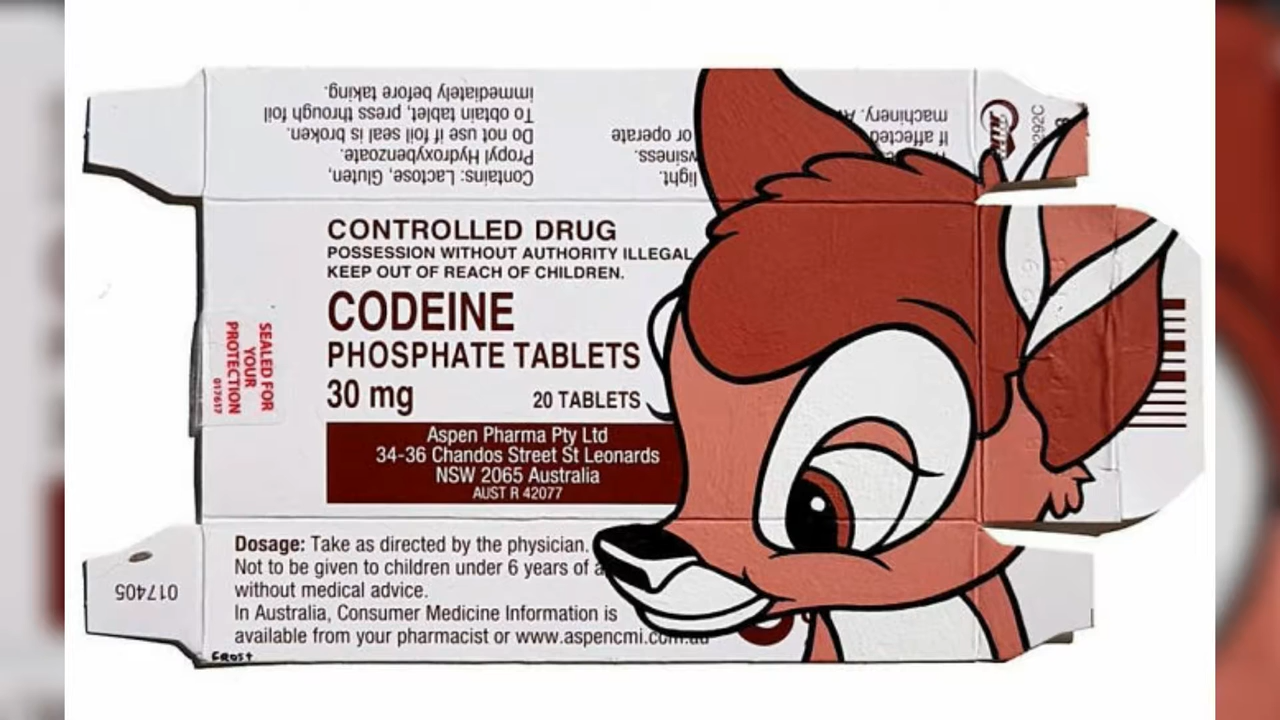 Contains: Lactose, Gluten,
Propyl Hydroxybenzoate.
Do not use if foil seal is broken.
To obtain tablet, press through foil
immediately before taking.
light.
or operate
If affected
machinery.
292C
CONTROLLED DRUG
POSSESSION WITHOUT AUTHORITY ILLEGAL
KEEP OUT OF REACH OF CHILDREN.
CODEINE
PHOSPHATE TABLETS
30 mg 20 TABLETS
SEALED FOR
YOUR
PROTECTION
017617
Aspen Pharma Pty Ltd
34-36 Chandos Street St Leonards
NSW 2065 Australia
AUST R 42077
Dosage: Take as directed by the physician.
Not to be given to children under 6 years of
without medical advice.
In Australia, Consumer Medicine Information is
available from your pharmacist or www.aspencmi.com.au
017405
FROST